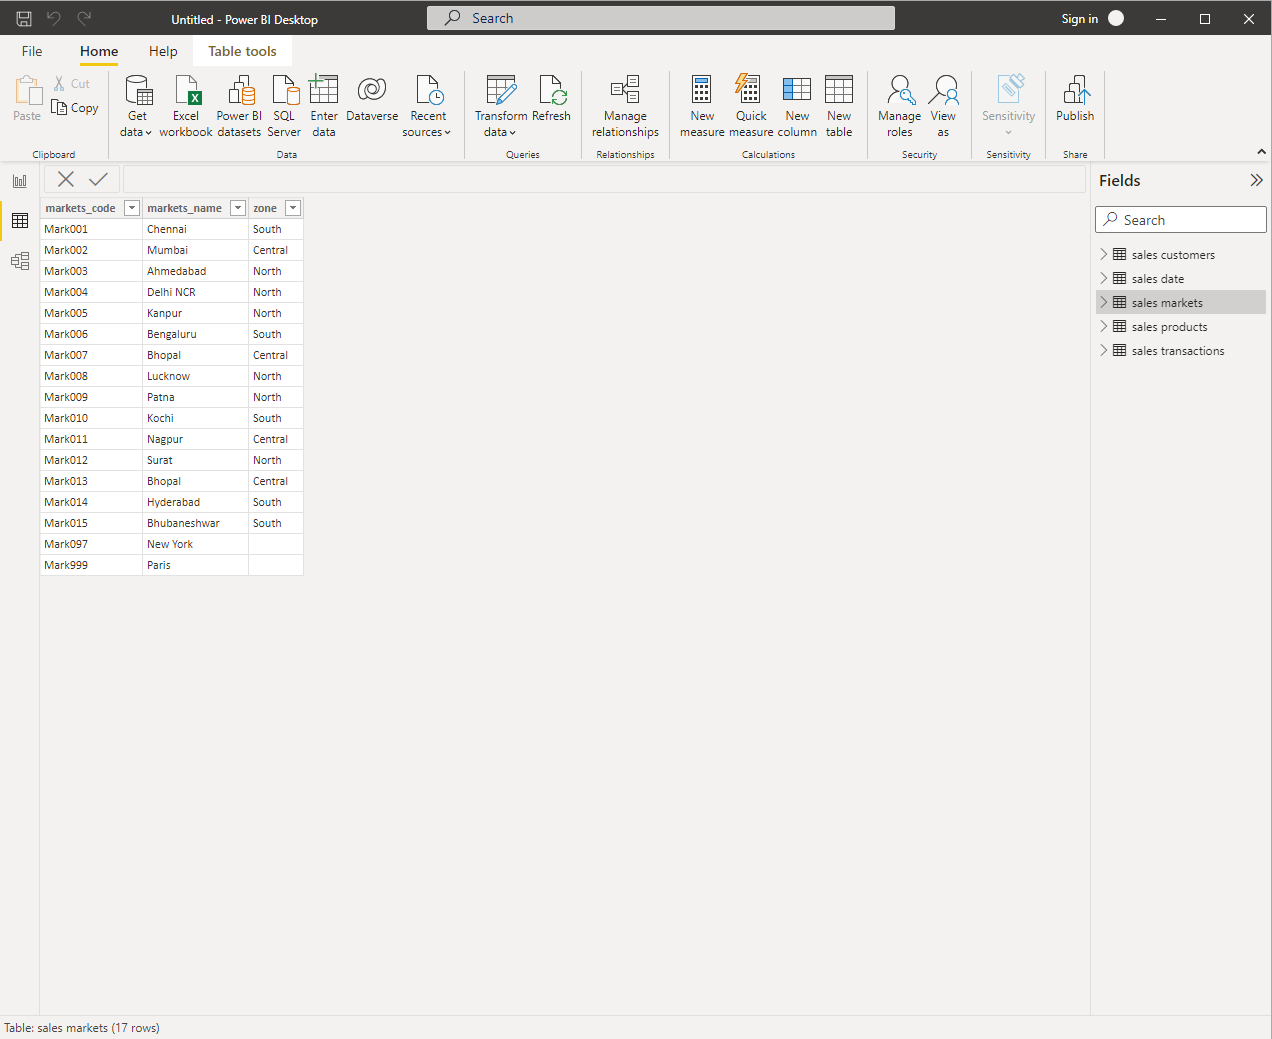 Untitled - Power BI Desktop
Search
Sign in
File
Home
Help
Table tools
Paste
Cut
Copy
Get data
Excel workbook
Power BI datasets
SQL Server
Enter data
Dataverse
Recent sources
Transform data
Refresh
Manage relationships
New measure
Quick measure
New column
New table
Manage roles
View as
Sensitivity
Publish
Clipboard
Data
Queries
Relationships
Calculations
Security
Sensitivity
Share
markets_code markets_name zone
Mark001 Chennai South
Mark002 Mumbai Central
Mark003 Ahmedabad North
Mark004 Delhi NCR North
Mark005 Kanpur North
Mark006 Bengaluru South
Mark007 Bhopal Central
Mark008 Lucknow North
Mark009 Patna North
Mark010 Kochi South
Mark011 Nagpur Central
Mark012 Surat North
Mark013 Bhopal Central
Mark014 Hyderabad South
Mark015 Bhubaneshwar South
Mark097 New York
Mark999 Paris
Fields
Search
sales customers
sales date
sales markets
sales products
sales transactions
Table: sales markets (17 rows)